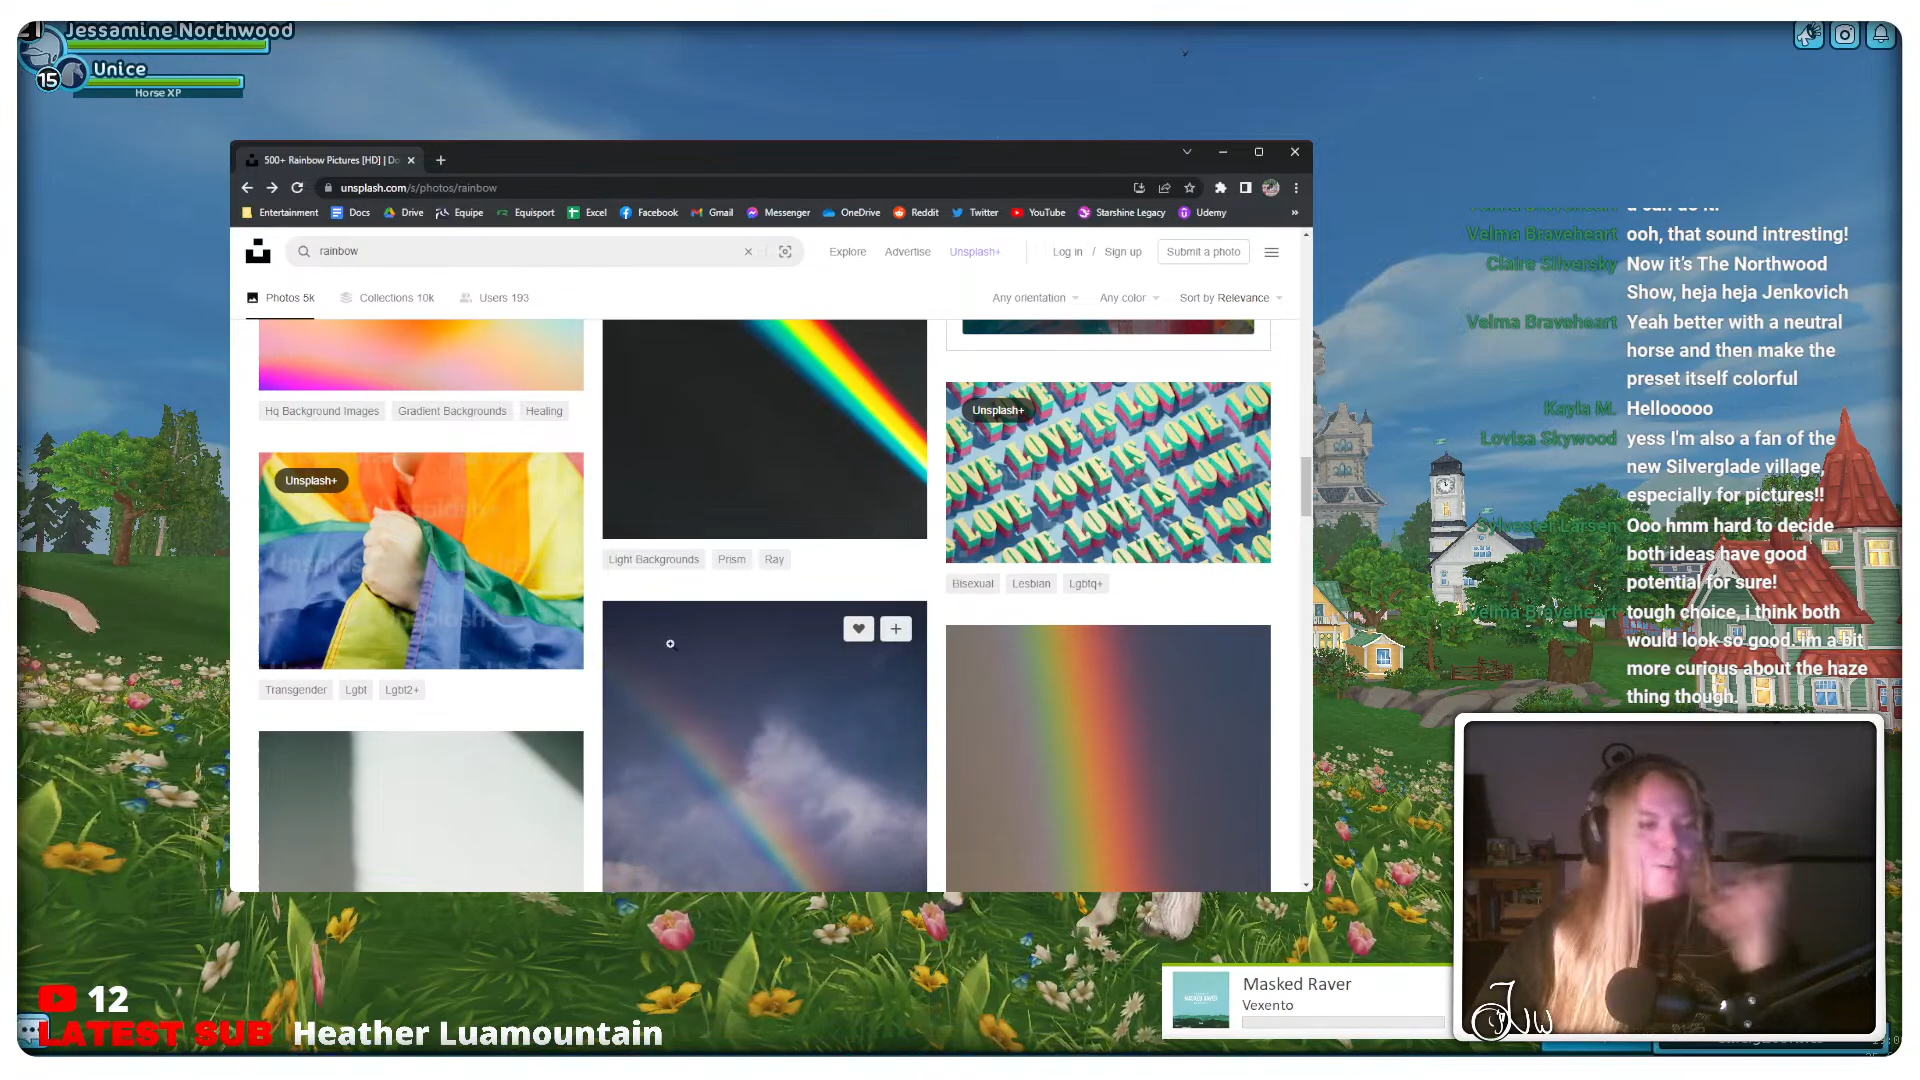 Jessamine Northwood
Unice
15
Horse XP
500+ Rainbow Pictures [HD] | Do
unsplash.com/s/photos/rainbow
Entertainment Docs Drive Equipe Equisport Excel Facebook Gmail Messenger OneDrive Reddit Twitter YouTube Starshine Legacy Udemy »
rainbow
Explore Advertise Unsplash+ Log in / Sign up Submit a photo
Photos 5k Collections 10k Users 193 Any orientation Any color Sort by Relevance
Hq Background Images Gradient Backgrounds Healing
Unsplash+
Transgender Lgbt Lgbt2+
Light Backgrounds Prism Ray
Unsplash+
LOVE IS LOVE
Bisexual Lesbian Lgbtq+
Velma Braveheart ooh, that sound intresting!
Claire Silversky Now it's The Northwood
Show, heja heja Jenkovich
Velma Braveheart Yeah better with a neutral
horse and then make the
preset itself colorful
Kayla M. Hellooooo
Lovisa Skywood yess I'm also a fan of the
new Silverglade village,
especially for pictures!!
Sylvester Larsen Ooo hmm hard to decide
both ideas have good
potential for sure!
Velma Braveheart tough choice, i think both
would look so good. im a bit
more curious about the haze
thing though.
Masked Raver
Vexento
MASKED RAVER
JNW
12
LATEST SUB Heather Luamountain